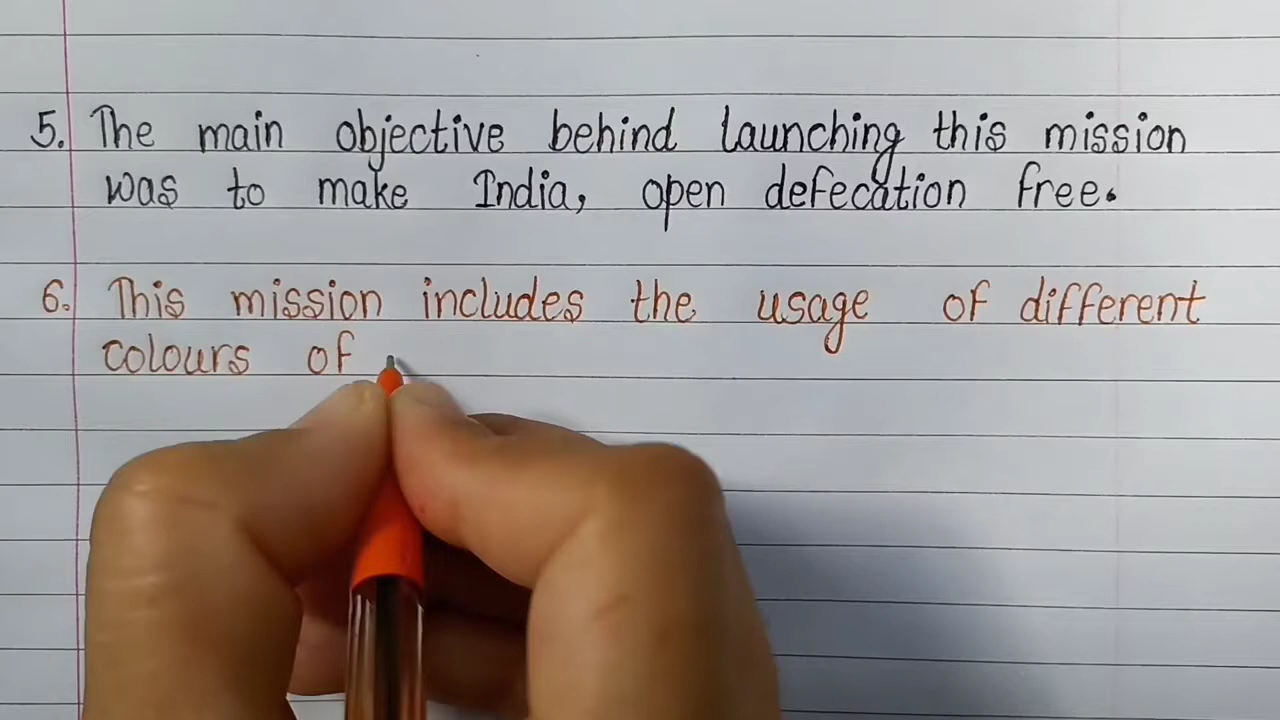 5. The main objective behind launching this mission
was to make India, open defecation free.
6. This mission includes the usage of different
colours of